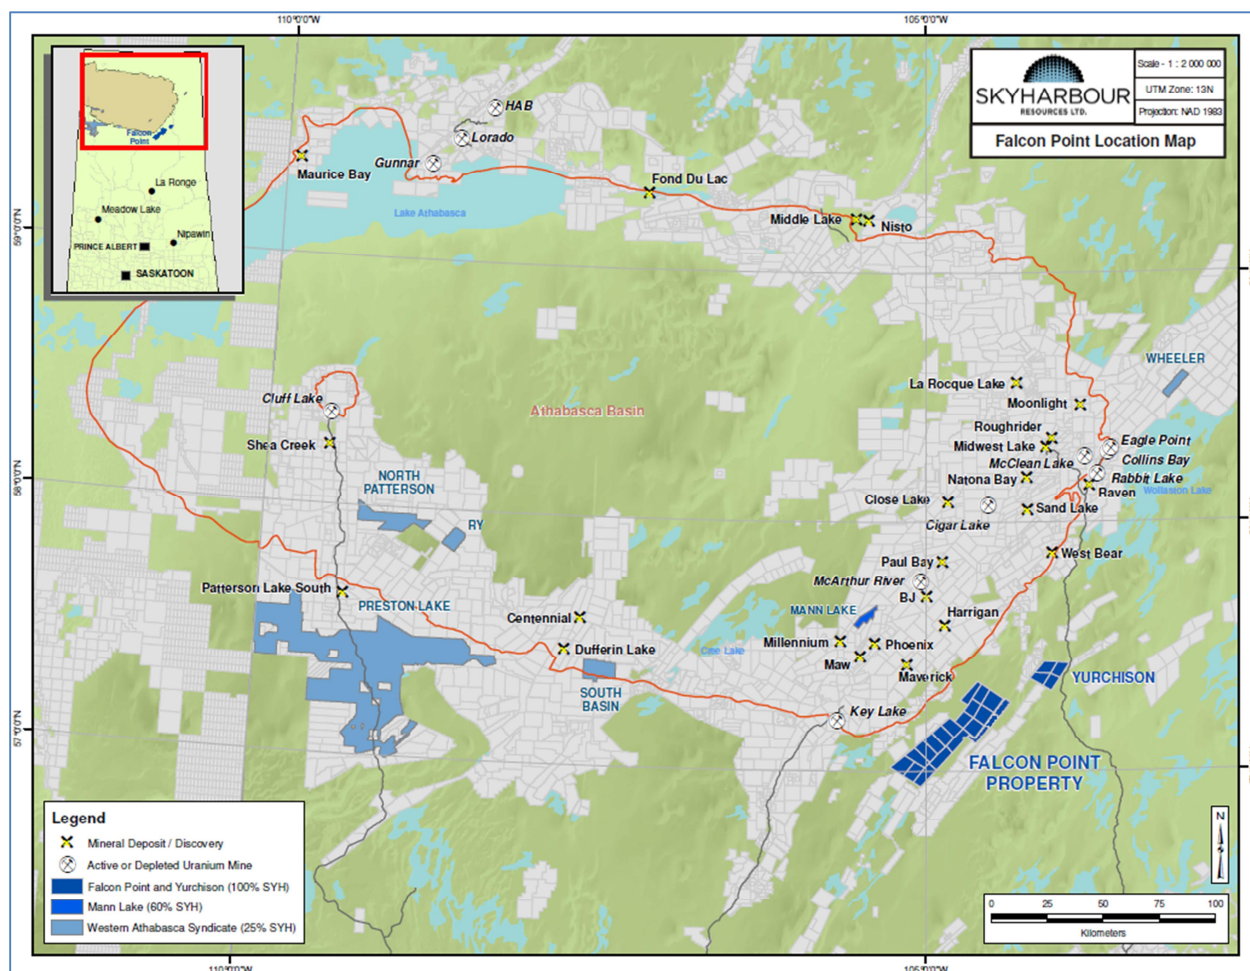 110°0'0"W
105°0'0"W
Falcon
Point
La Ronge
Meadow Lake
Nipawin
PRINCE ALBERT
SASKATOON
HAB
Lorado
Gunnar
Maurice Bay
Lake Athabasca
Fond Du Lac
Middle Lake
Nisto
SKYHARBOUR
RESOURCES LTD.
Scale - 1 : 2 000 000
UTM Zone: 13N
Projection: NAD 1983
Falcon Point Location Map
59°0'0"N
WHEELER
La Rocque Lake
Moonlight
Cluff Lake
Athabasca Basin
Roughrider
Eagle Point
Shea Creek
Midwest Lake
Collins Bay
McClean Lake
58°0'0"N
NORTH
PATTERSON
Natona Bay
Rabbit Lake
Raven
Wollaston Lake
Close Lake
Sand Lake
RY
Cigar Lake
West Bear
Paul Bay
McArthur River
Patterson Lake South
BJ
PRESTON LAKE
MANN LAKE
Harrigan
Centennial
Millennium
Phoenix
Dufferin Lake
Cree Lake
Maw
Maverick
YURCHISON
SOUTH
BASIN
Key Lake
57°0'0"N
FALCON POINT
PROPERTY
Legend
Mineral Deposit / Discovery
Active or Depleted Uranium Mine
Falcon Point and Yurchison (100% SYH)
Mann Lake (60% SYH)
Western Athabasca Syndicate (25% SYH)
N
0 25 50 75 100
Kilometers
110°0'0"W
105°0'0"W